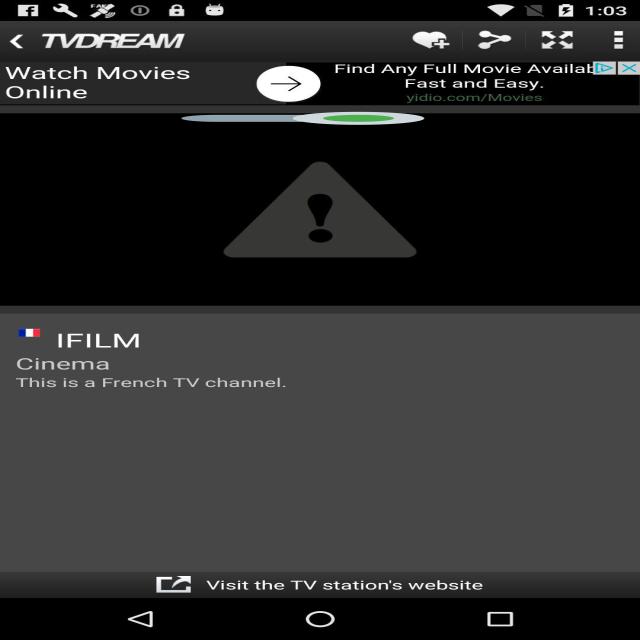 1:03
TVDREAM
Watch Movies
Online
Find Any Full Movie Availab
Fast and Easy.
yidio.com/Movies
IFILM
Cinema
This is a French TV channel.
Visit the TV station's website